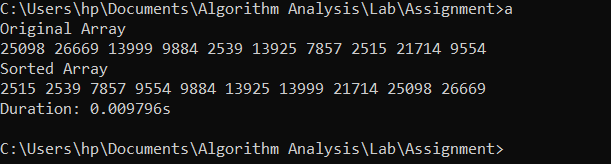 C:\Users\hp\Documents\Algorithm Analysis\Lab\Assignment>a
Original Array
25098 26669 13999 9884 2539 13925 7857 2515 21714 9554
Sorted Array
2515 2539 7857 9554 9884 13925 13999 21714 25098 26669
Duration: 0.009796s
C:\Users\hp\Documents\Algorithm Analysis\Lab\Assignment>